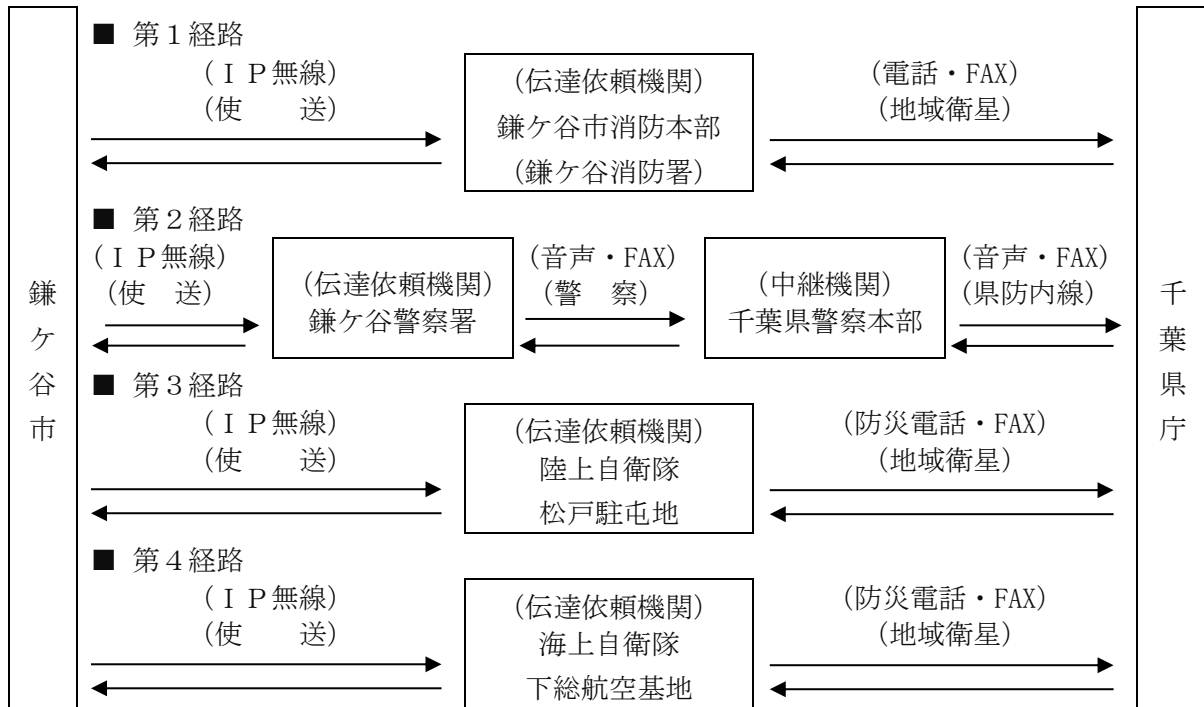 鎌ケ谷市
■ 第１経路
（ＩＰ無線）
（使　　送）
（伝達依頼機関）
鎌ケ谷市消防本部
（鎌ケ谷消防署）
（電話・FAX）
（地域衛星）
■ 第２経路
（ＩＰ無線）
（使　送）
（伝達依頼機関）
鎌ケ谷警察署
（音声・FAX）
（警　察）
（中継機関）
千葉県警察本部
（音声・FAX）
（県防内線）
■ 第３経路
（ＩＰ無線）
（使　　送）
（伝達依頼機関）
陸上自衛隊
松戸駐屯地
（防災電話・FAX）
（地域衛星）
■ 第４経路
（ＩＰ無線）
（使　　送）
（伝達依頼機関）
海上自衛隊
下総航空基地
（防災電話・FAX）
（地域衛星）
千葉県庁